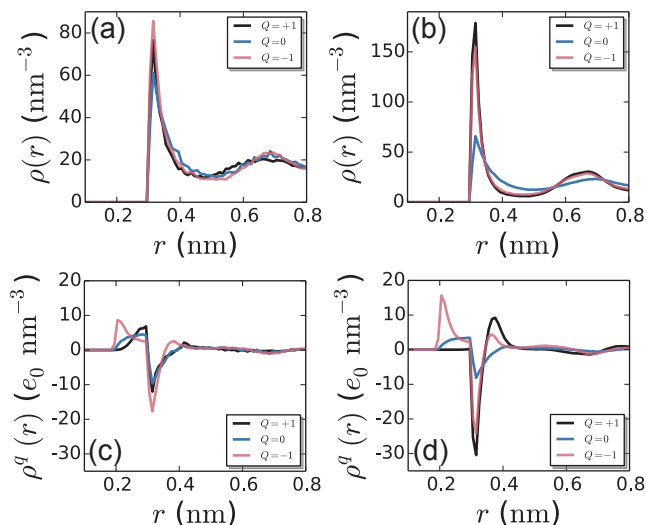 (a)
Q=+1
Q=0
Q=−1
80
60
40
20
0
0.2 0.4 0.6 0.8
r (nm)
ρ(r) (nm⁻³)
(b)
Q=+1
Q=0
Q=−1
150
100
50
0
0.2 0.4 0.6 0.8
r (nm)
ρ(r) (nm⁻³)
(c)
20
10
0
-10
-20
-30
Q=+1
Q=0
Q=−1
0.2 0.4 0.6 0.8
r (nm)
ρ^q(r) (e₀ nm⁻³)
(d)
20
10
0
-10
-20
-30
Q=+1
Q=0
Q=−1
0.2 0.4 0.6 0.8
r (nm)
ρ^q(r) (e₀ nm⁻³)